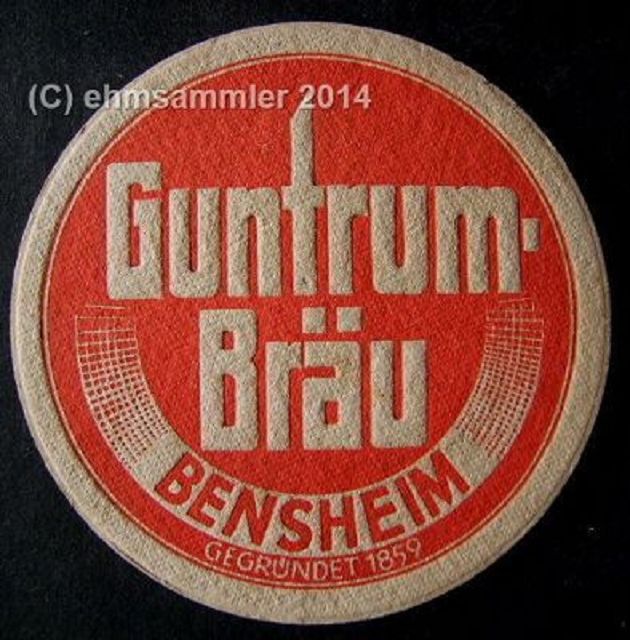 (C) ehmsammler 2014
Guntrum-
Bräu
BENSHEIM
GEGRÜNDET 1859